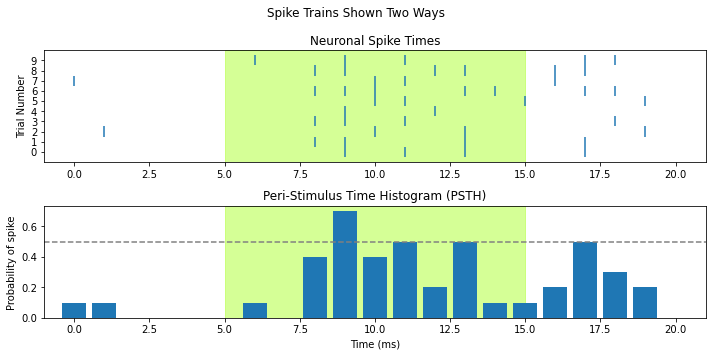 Spike Trains Shown Two Ways
Neuronal Spike Times
Trial Number
9
8
7
6
5
4
3
2
1
0
0.0 2.5 5.0 7.5 10.0 12.5 15.0 17.5 20.0
Peri-Stimulus Time Histogram (PSTH)
Probability of spike
0.6
0.4
0.2
0.0
0.0 2.5 5.0 7.5 10.0 12.5 15.0 17.5 20.0
Time (ms)